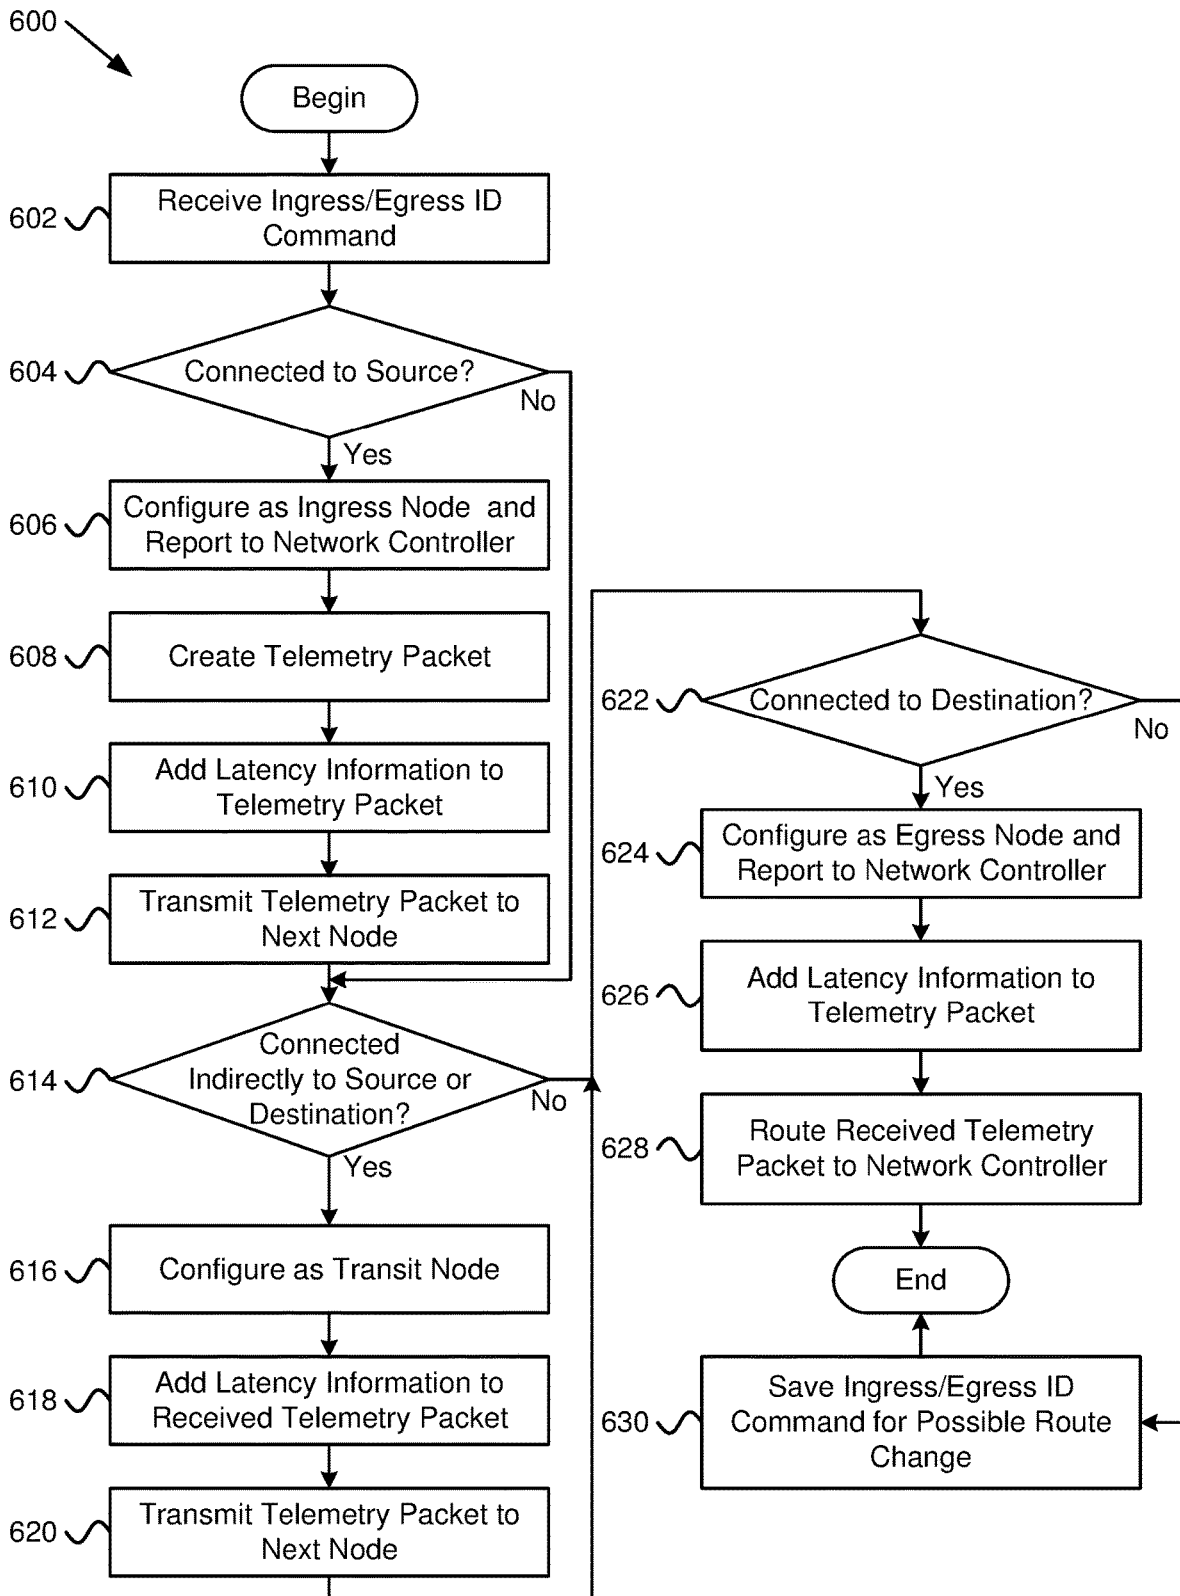 600
Begin
602
Receive Ingress/Egress ID
Command
604
Connected to Source?
No
Yes
606
Configure as Ingress Node and
Report to Network Controller
608
Create Telemetry Packet
610
Add Latency Information to
Telemetry Packet
612
Transmit Telemetry Packet to
Next Node
614
Connected
Indirectly to Source or
Destination?
No
Yes
616
Configure as Transit Node
618
Add Latency Information to
Received Telemetry Packet
620
Transmit Telemetry Packet to
Next Node
622
Connected to Destination?
No
Yes
624
Configure as Egress Node and
Report to Network Controller
626
Add Latency Information to
Telemetry Packet
628
Route Received Telemetry
Packet to Network Controller
End
630
Save Ingress/Egress ID
Command for Possible Route
Change